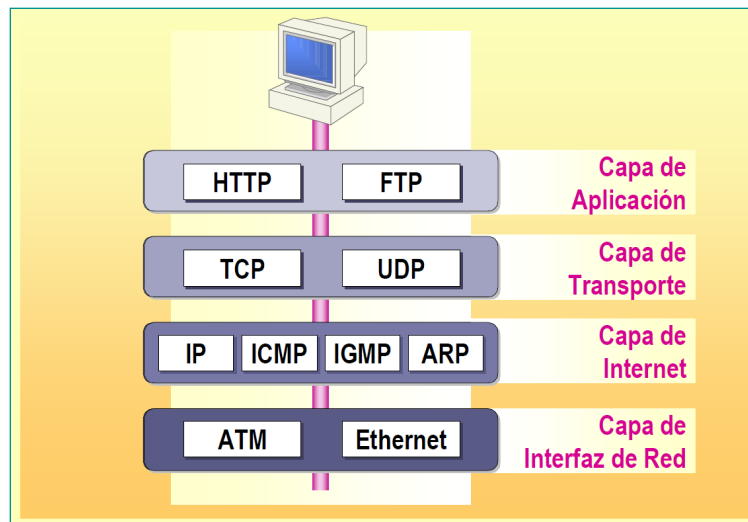 HTTP FTP
Capa de
Aplicación
TCP UDP
Capa de
Transporte
IP ICMP IGMP ARP
Capa de
Internet
ATM Ethernet
Capa de
Interfaz de Red